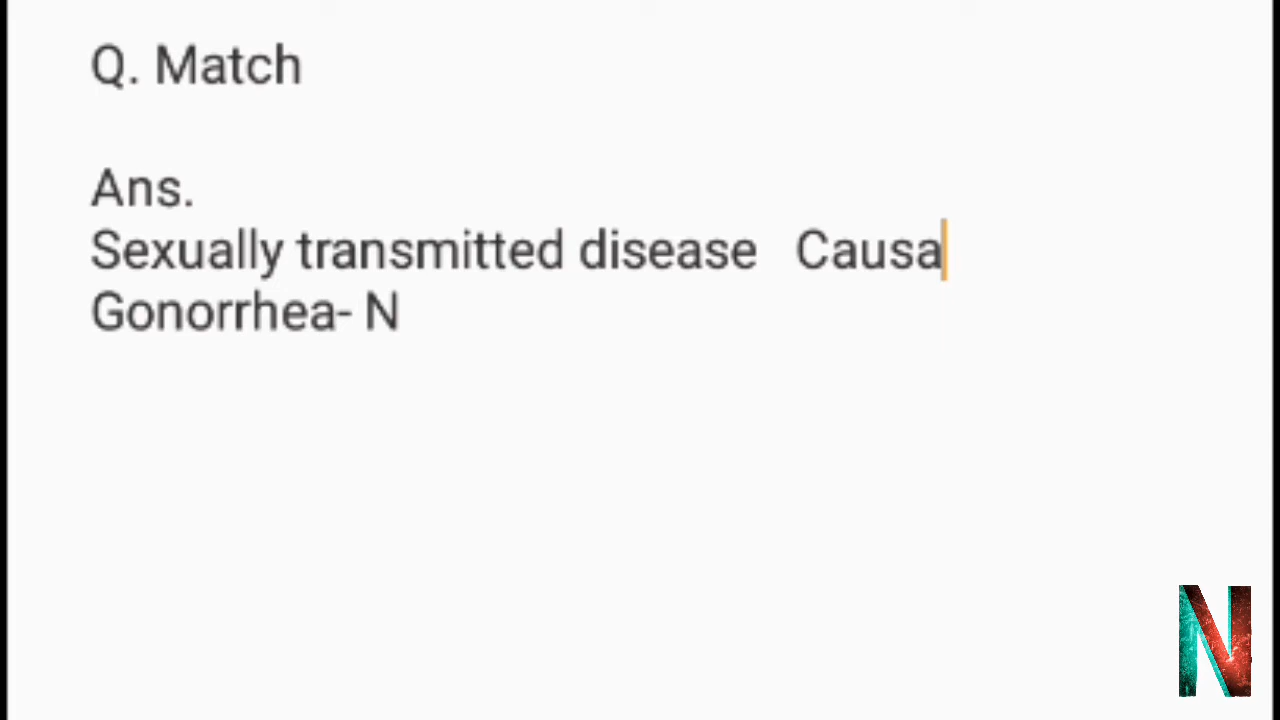 Q. Match
Ans.
Sexually transmitted disease Causa
Gonorrhea- N
N